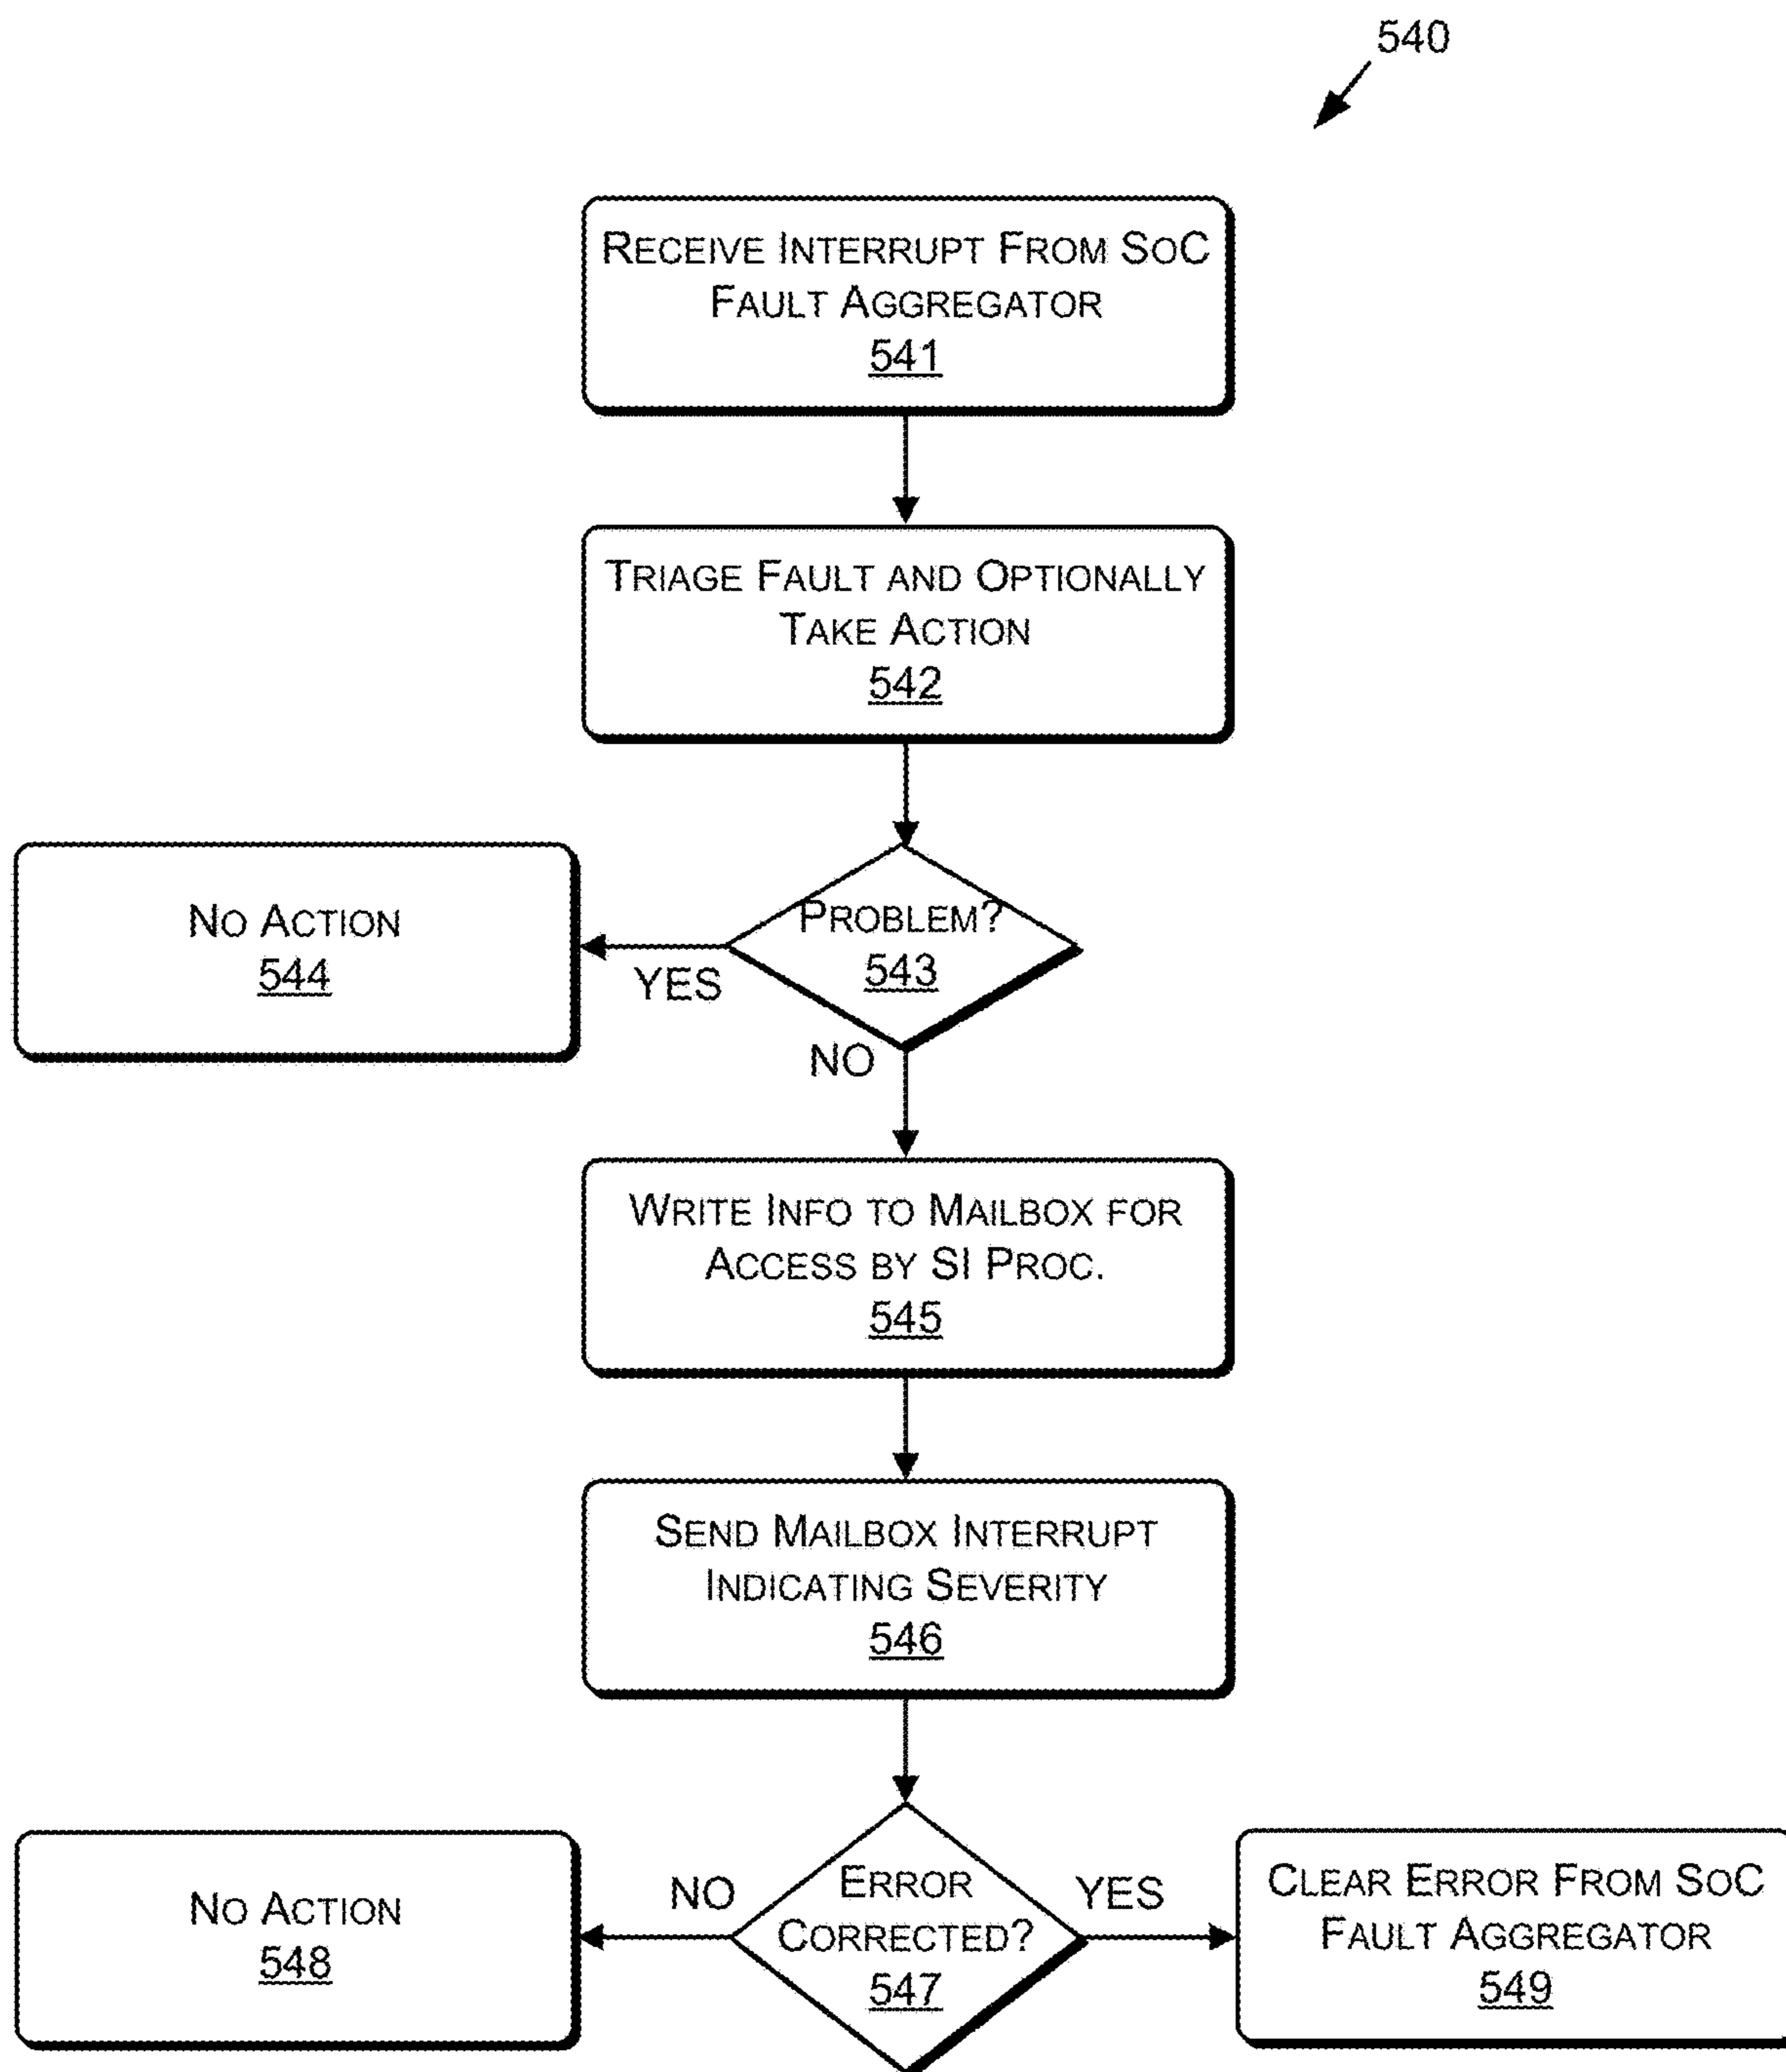 540
RECEIVE INTERRUPT FROM SOC
FAULT AGGREGATOR
541
TRIAGE FAULT AND OPTIONALLY
TAKE ACTION
542
PROBLEM?
543
YES
NO
NO ACTION
544
WRITE INFO TO MAILBOX FOR
ACCESS BY SI PROC.
545
SEND MAILBOX INTERRUPT
INDICATING SEVERITY
546
ERROR
CORRECTED?
547
NO
YES
NO ACTION
548
CLEAR ERROR FROM SOC
FAULT AGGREGATOR
549